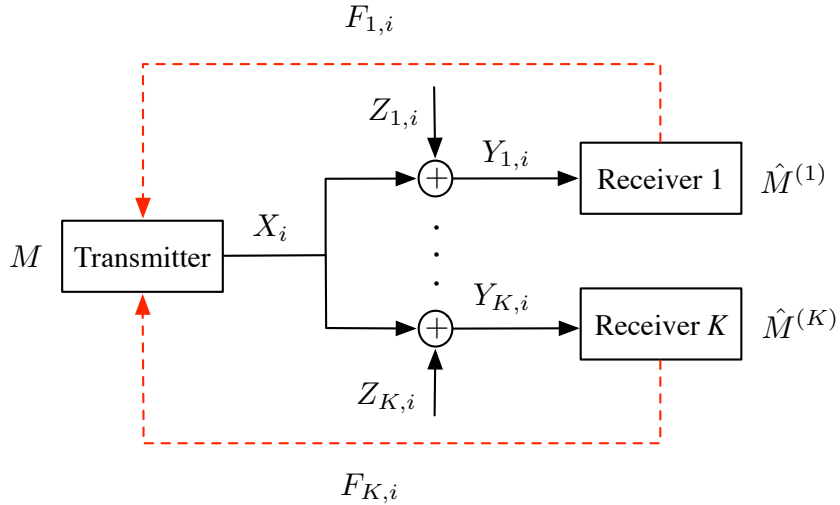 F_{1,i}
Z_{1,i}
Y_{1,i}
+
Receiver 1
\hat{M}^{(1)}
M
Transmitter
X_i
+
Y_{K,i}
Receiver K
\hat{M}^{(K)}
Z_{K,i}
F_{K,i}